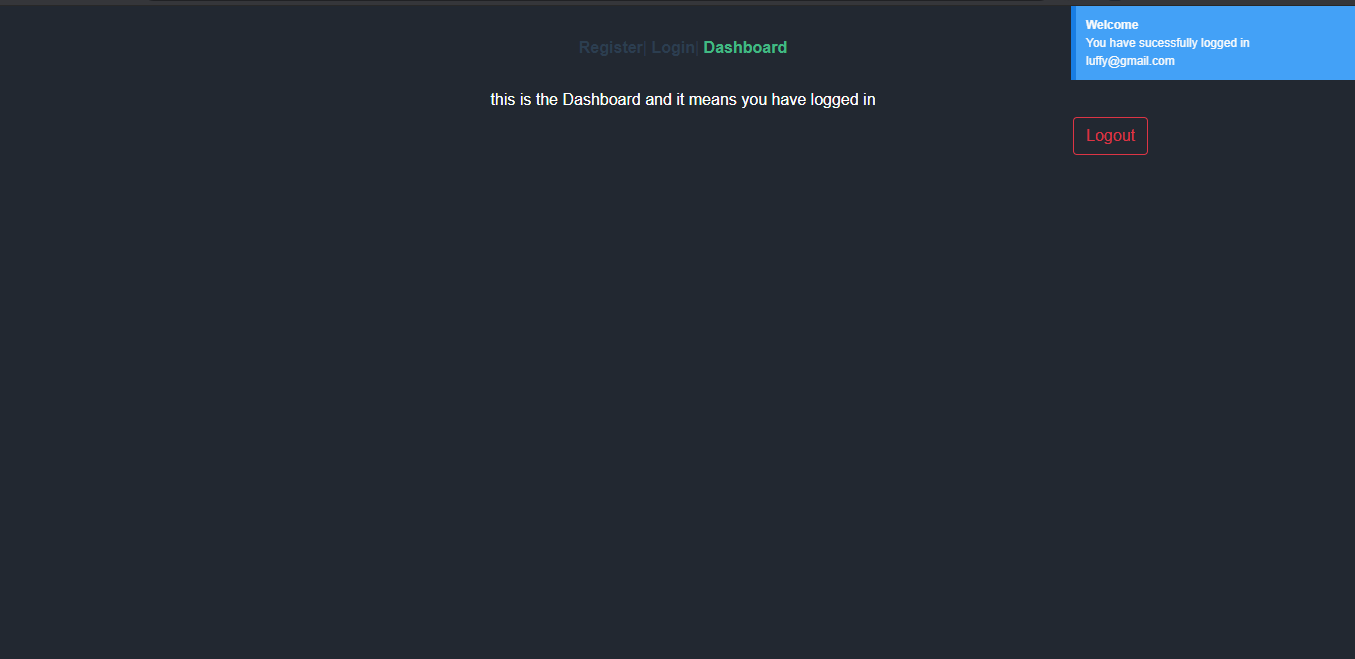 Register| Login| Dashboard
this is the Dashboard and it means you have logged in
Welcome
You have sucessfully logged in
luffy@gmail.com
Logout